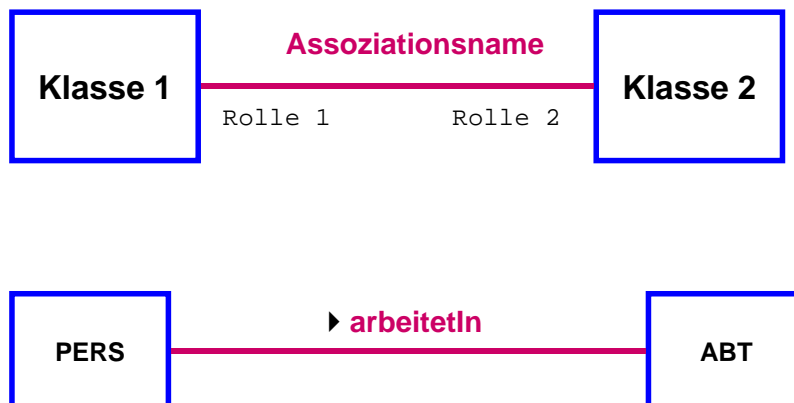 Assoziationsname
Klasse 1
Klasse 2
Rolle 1
Rolle 2
arbeitetIn
PERS
ABT